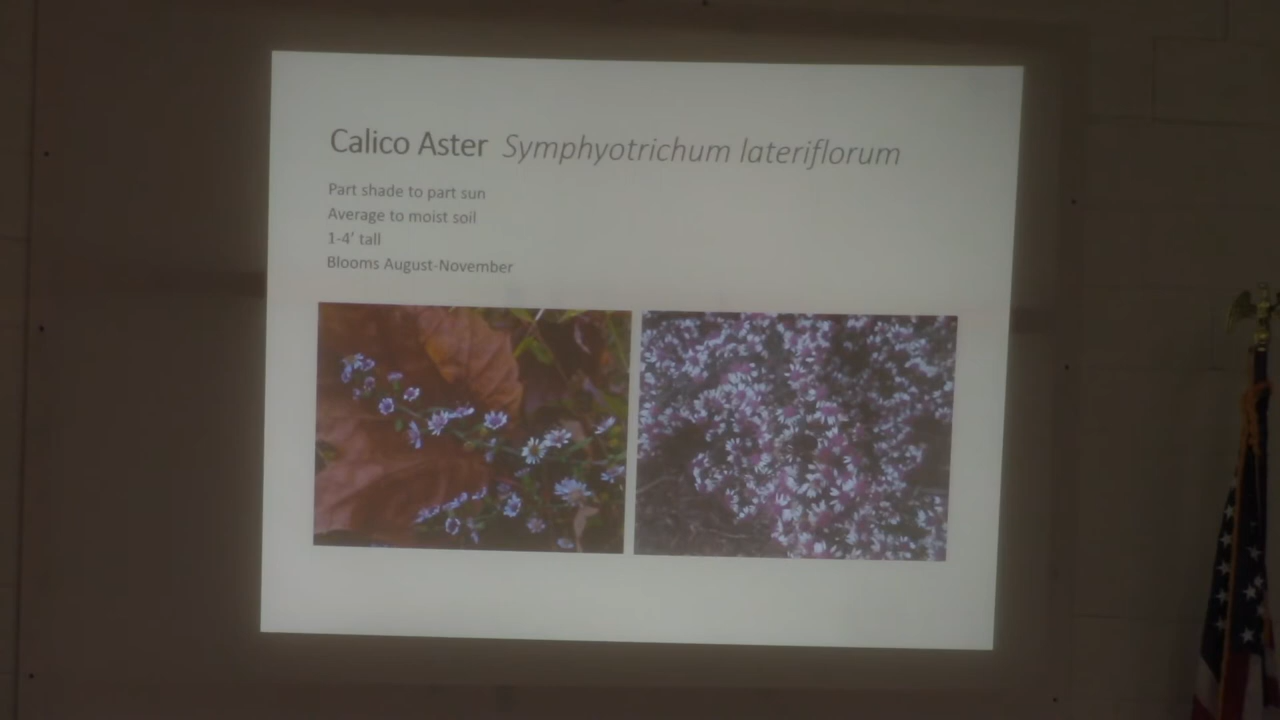 Calico Aster Symphyotrichum lateriflorum
Part shade to part sun
Average to moist soil
1-4' tall
Blooms August-November